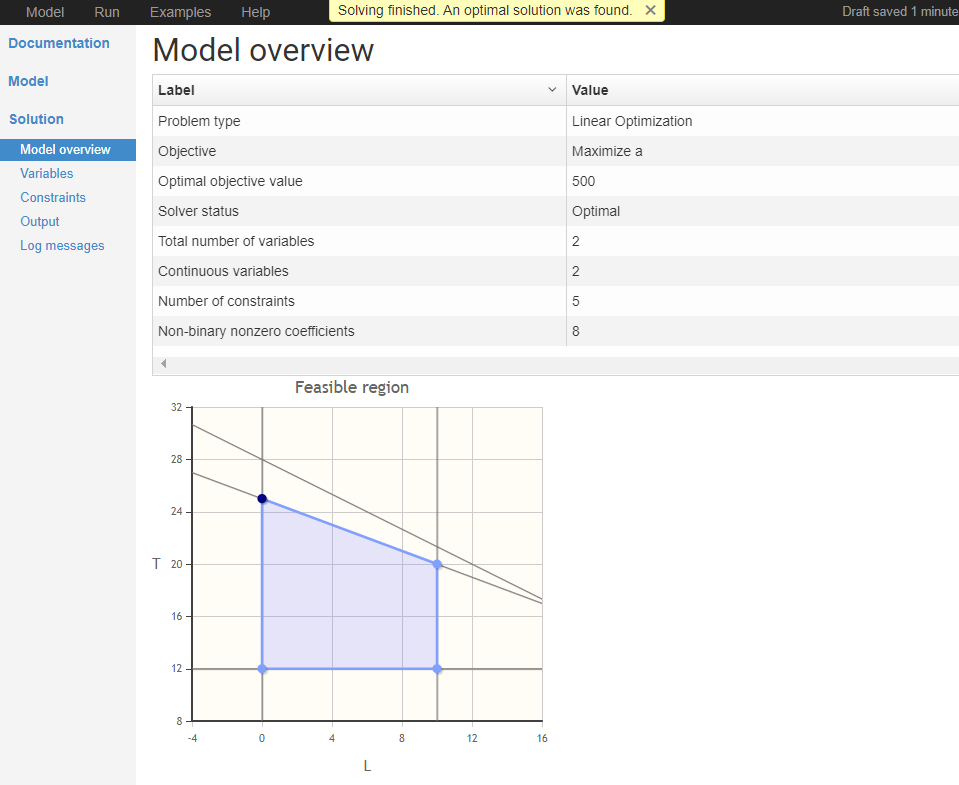 Model Run Examples Help Solving finished. An optimal solution was found. ✕ Draft saved 1 minute
Documentation
Model
Solution
Model overview
Variables
Constraints
Output
Log messages
Model overview
Label Value
Problem type Linear Optimization
Objective Maximize a
Optimal objective value 500
Solver status Optimal
Total number of variables 2
Continuous variables 2
Number of constraints 5
Non-binary nonzero coefficients 8
Feasible region
32
28
24
T 20
16
12
8
-4 0 4 8 12 16
L